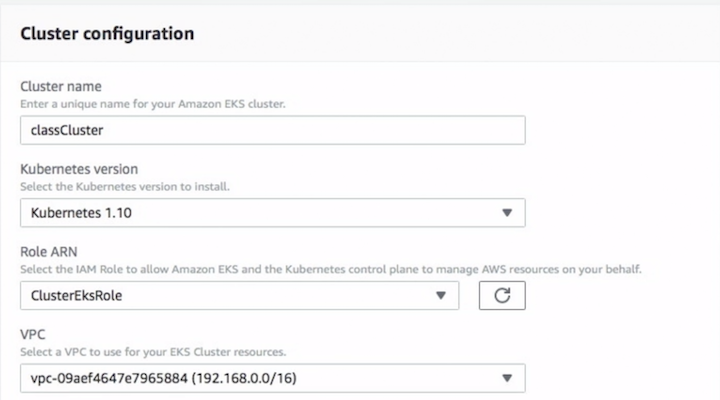 Cluster configuration
Cluster name
Enter a unique name for your Amazon EKS cluster.
classCluster
Kubernetes version
Select the Kubernetes version to install.
Kubernetes 1.10
Role ARN
Select the IAM Role to allow Amazon EKS and the Kubernetes control plane to manage AWS resources on your behalf.
ClusterEksRole
VPC
Select a VPC to use for your EKS Cluster resources.
vpc-09aef4647e7965884 (192.168.0.0/16)